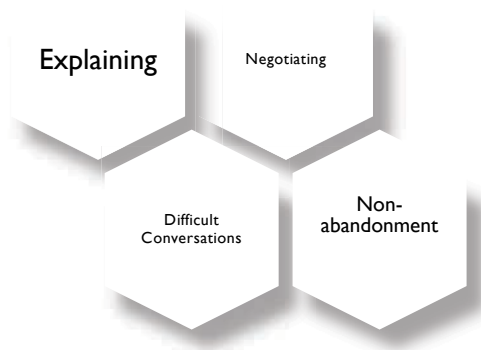 Explaining
Negotiating
Difficult
Conversations
Non-
abandonment